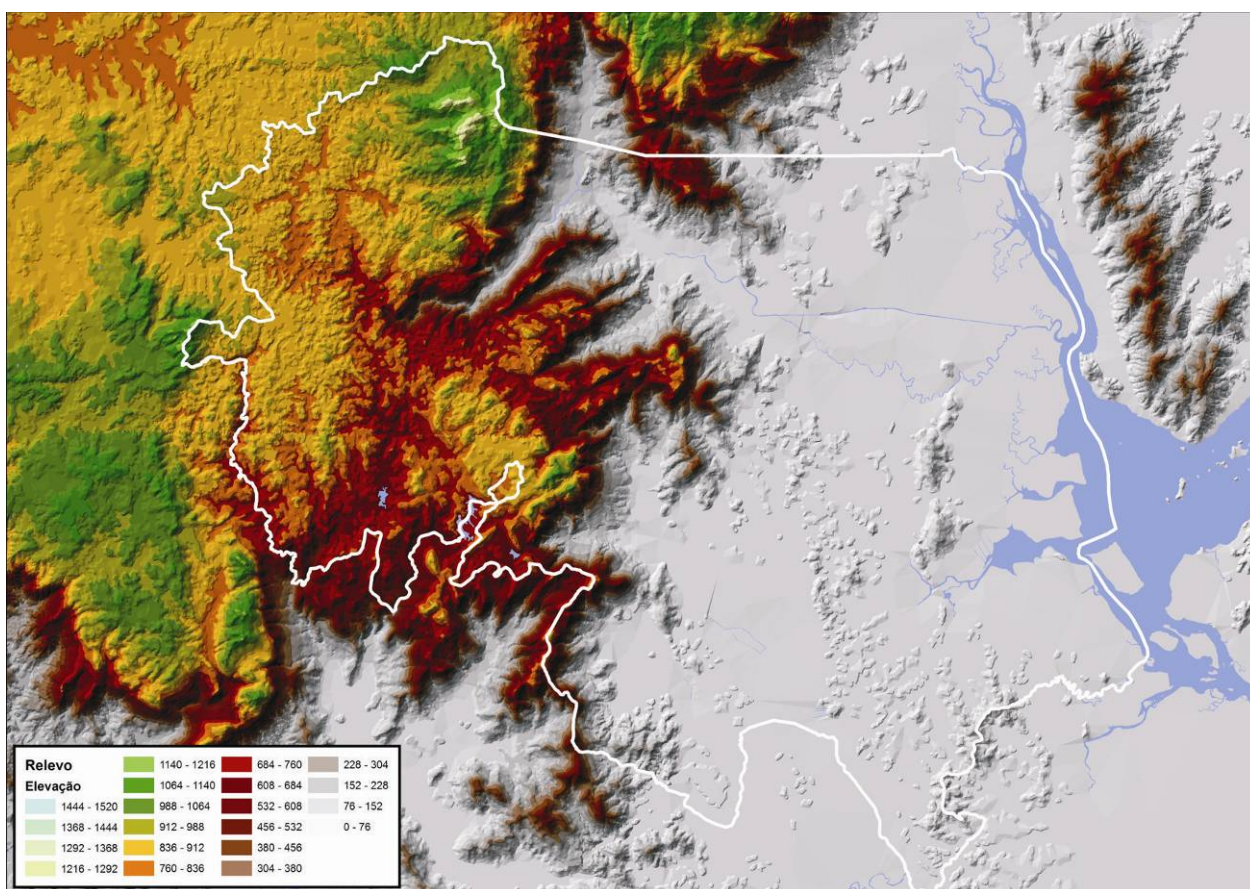 Relevo
Elevação
1444 - 1520
1368 - 1444
1292 - 1368
1216 - 1292
1140 - 1216
1064 - 1140
988 - 1064
912 - 988
836 - 912
760 - 836
684 - 760
608 - 684
532 - 608
456 - 532
380 - 456
304 - 380
228 - 304
152 - 228
76 - 152
0 - 76